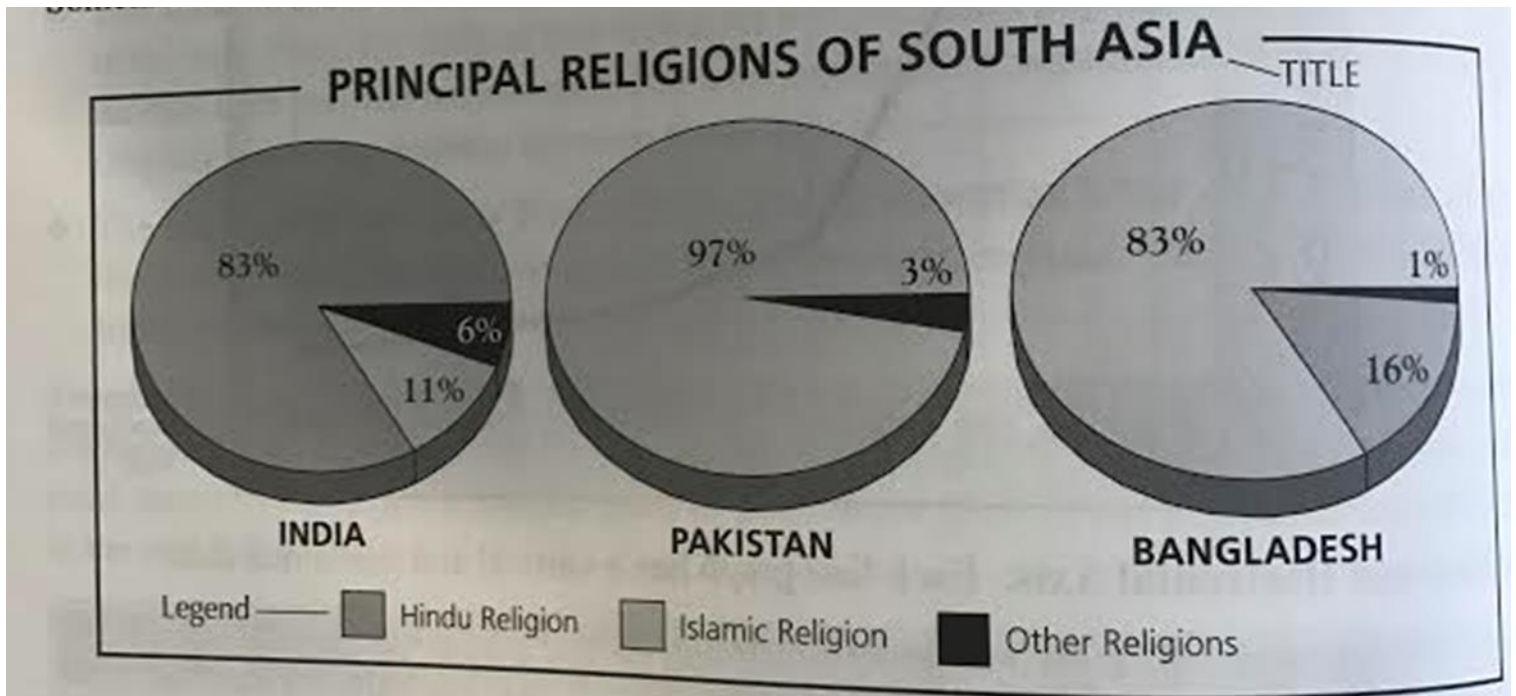 PRINCIPAL RELIGIONS OF SOUTH ASIA
TITLE
83%
6%
11%
INDIA
97%
3%
PAKISTAN
83%
1%
16%
BANGLADESH
Legend
Hindu Religion
Islamic Religion
Other Religions